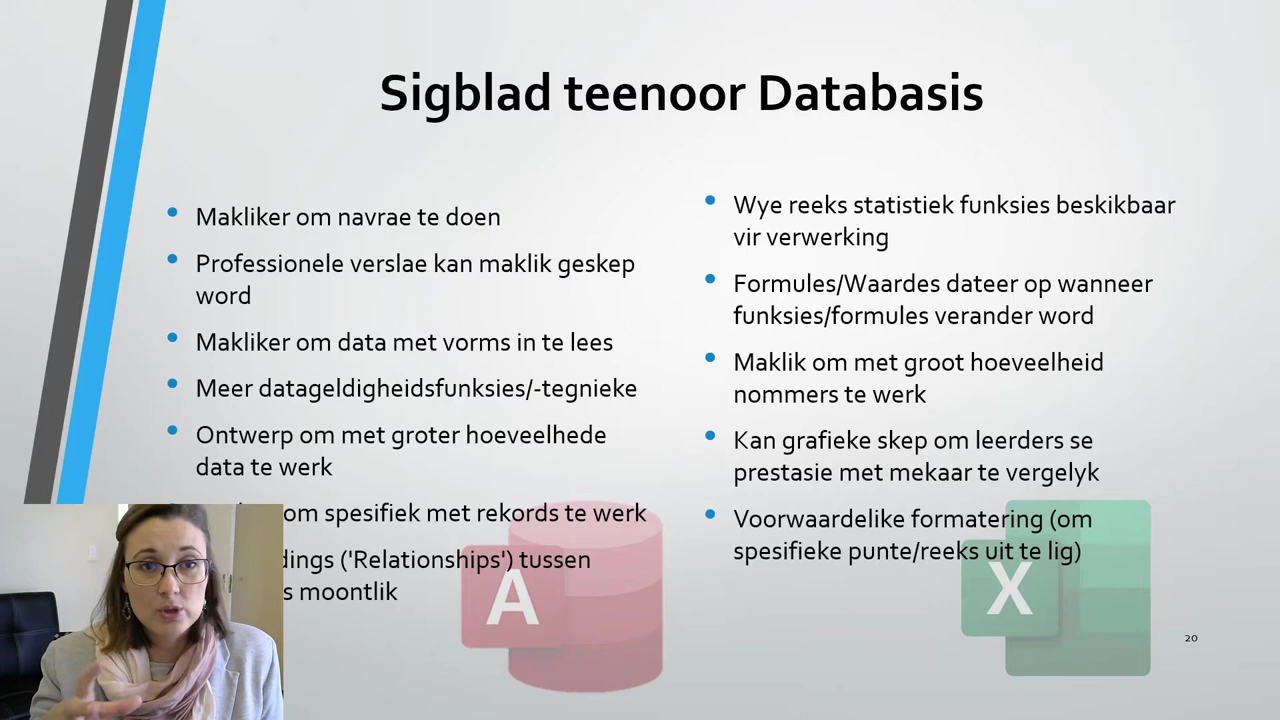 Sigblad teenoor Databasis
Makliker om navrae te doen
Professionele verslae kan maklik geskep
word
Makliker om data met vorms in te lees
Meer datageldigheidsfunksies/-tegnieke
Ontwerp om met groter hoeveelhede
data te werk
om spesifiek met rekords te werk
('Relationships') tussen
moontlik
Wye reeks statistiek funksies beskikbaar
vir verwerking
Formules/Waardes dateer op wanneer
funksies/formules verander word
Maklik om met groot hoeveelheid
nommers te werk
Kan grafieke skep om leerders se
prestasie met mekaar te vergelyk
Voorwaardelike formatering (om
spesifieke punte/reeks uit te lig)
A
X
20